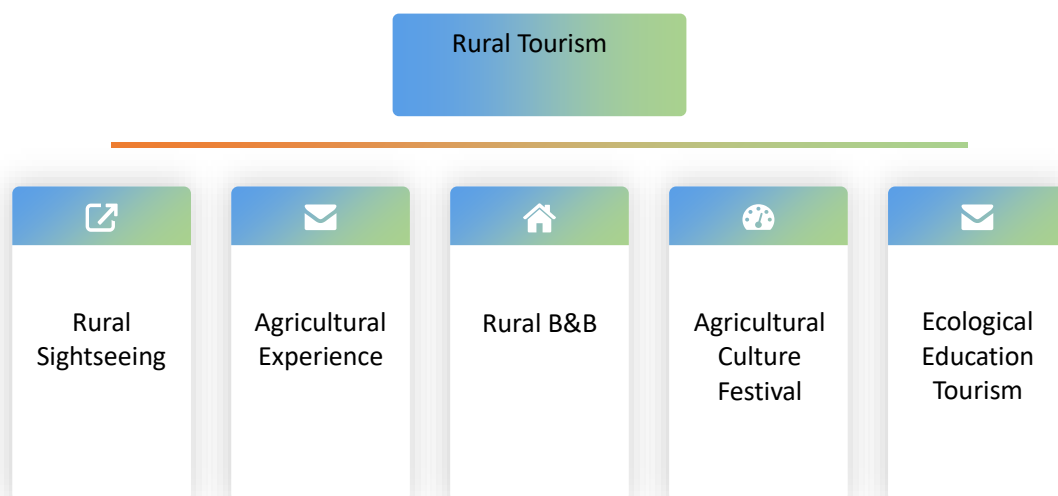 Rural Tourism
Rural
Sightseeing
Agricultural
Experience
Rural B&B
Agricultural
Culture
Festival
Ecological
Education
Tourism